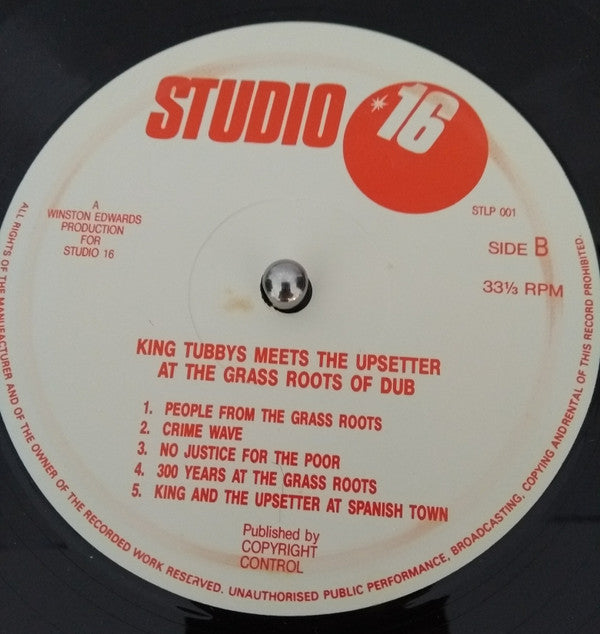 STUDIO *16
A
WINSTON EDWARDS
PRODUCTION
FOR
STUDIO 16
STLP 001
SIDE B
33⅓ RPM
KING TUBBYS MEETS THE UPSETTER
AT THE GRASS ROOTS OF DUB
1. PEOPLE FROM THE GRASS ROOTS
2. CRIME WAVE
3. NO JUSTICE FOR THE POOR
4. 300 YEARS AT THE GRASS ROOTS
5. KING AND THE UPSETTER AT SPANISH TOWN
Published by
COPYRIGHT
CONTROL
ALL RIGHTS OF THE MANUFACTURER AND OF THE OWNER OF THE RECORDED WORK RESERVED. UNAUTHORISED PUBLIC PERFORMANCE, BROADCASTING, COPYING ANDRENTAL OF THIS RECORD PROHIBITED.